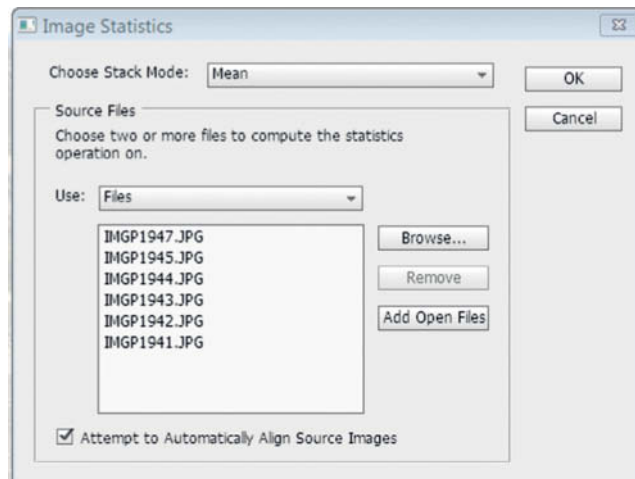 Image Statistics
Choose Stack Mode: Mean
OK
Cancel
Source Files
Choose two or more files to compute the statistics
operation on.
Use: Files
IMGP1947.JPG
IMGP1945.JPG
IMGP1944.JPG
IMGP1943.JPG
IMGP1942.JPG
IMGP1941.JPG
Browse...
Remove
Add Open Files
Attempt to Automatically Align Source Images